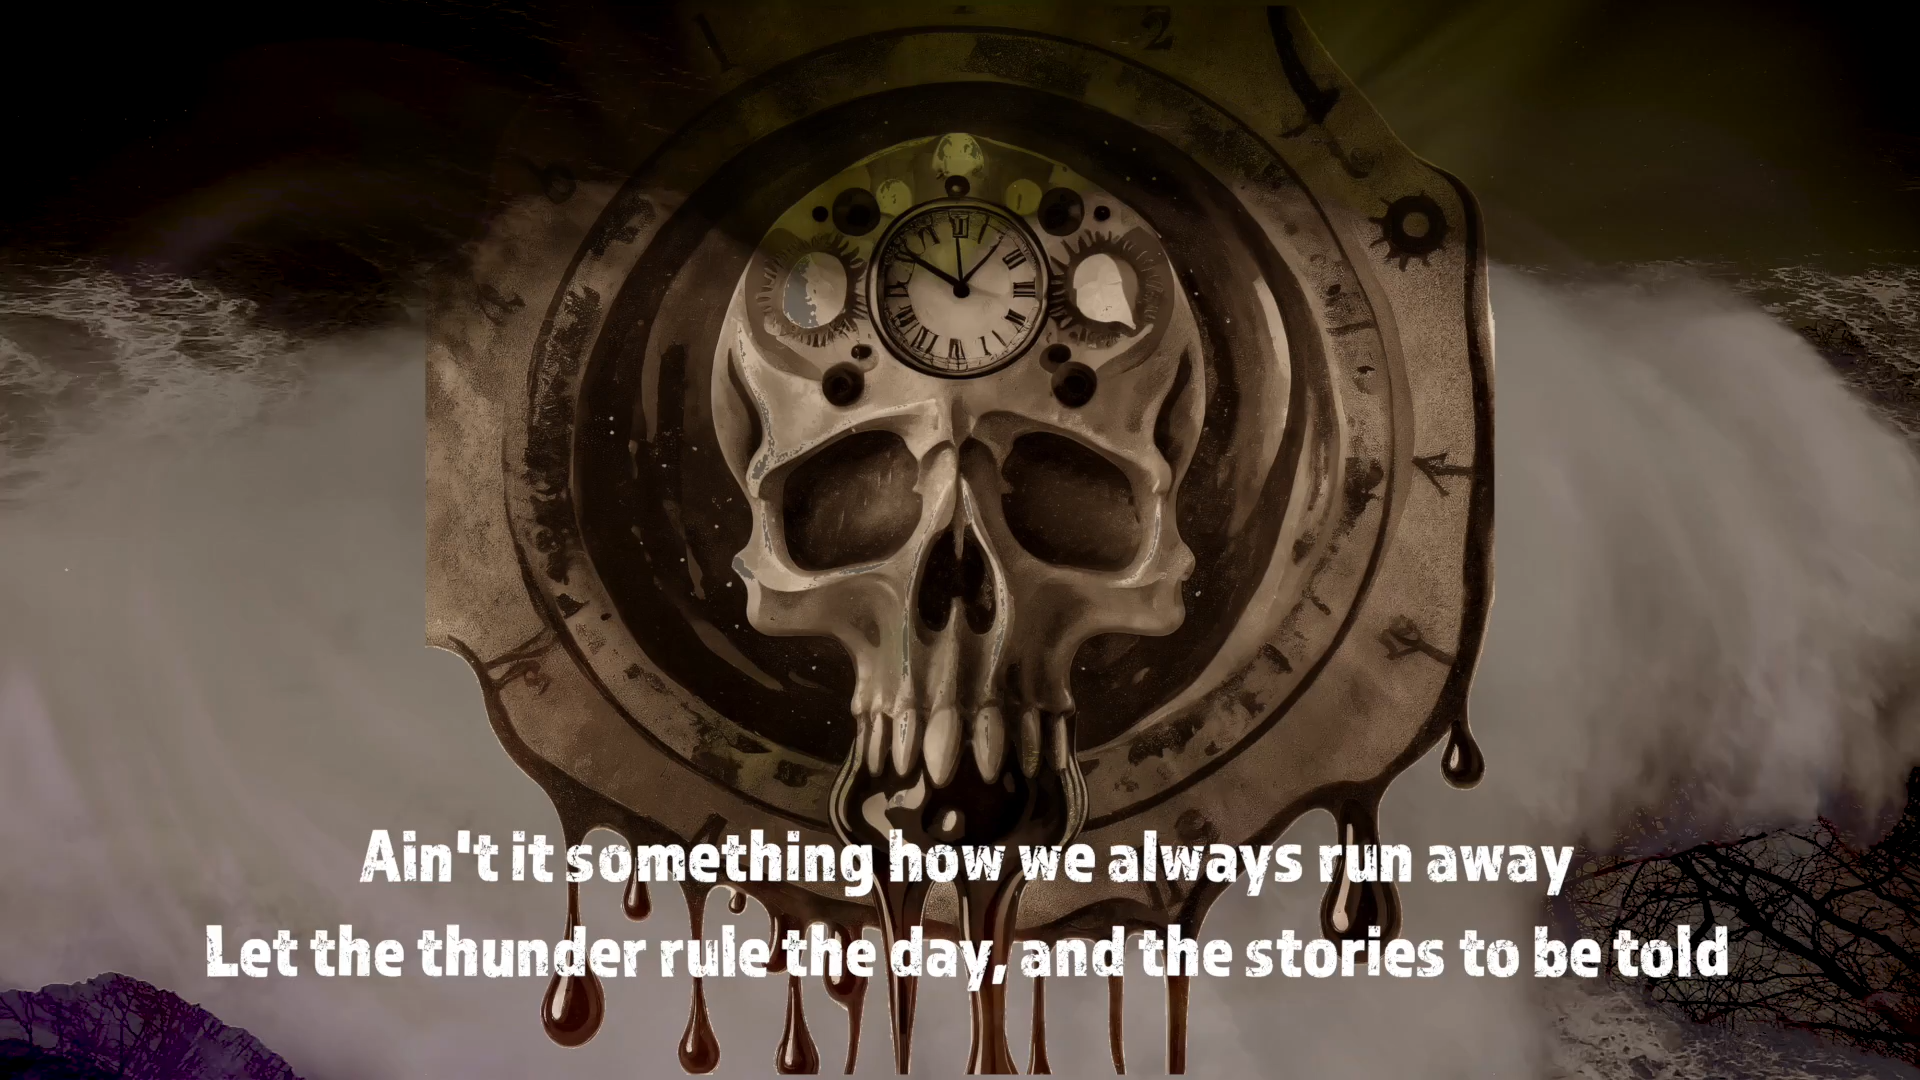 2
Ain't it something how we always run away
Let the thunder rule the day, and the stories to be told